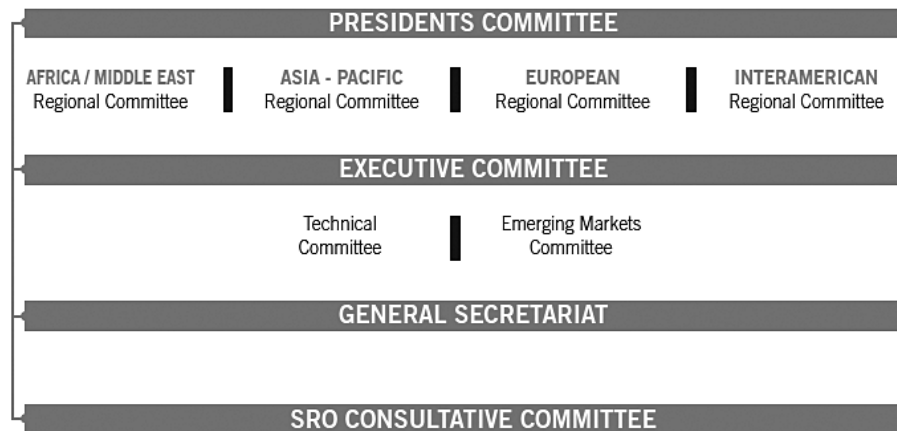 PRESIDENTS COMMITTEE
AFRICA / MIDDLE EAST
Regional Committee
ASIA - PACIFIC
Regional Committee
EUROPEAN
Regional Committee
INTERAMERICAN
Regional Committee
EXECUTIVE COMMITTEE
Technical
Committee
Emerging Markets
Committee
GENERAL SECRETARIAT
SRO CONSULTATIVE COMMITTEE